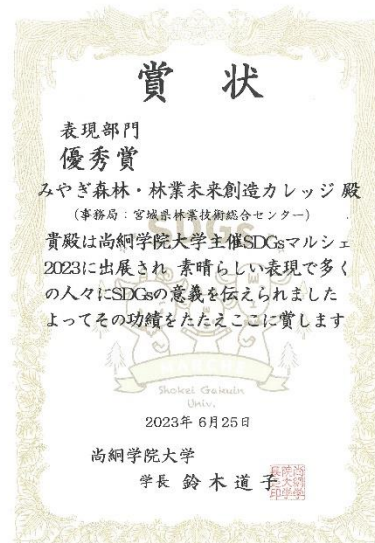 賞状
表現部門
優秀賞
みやぎ森林・林業未来創造カレッジ 殿
(事務局:宮城県林業技術総合センター)
貴殿は尚絅学院大学主催SDGsマルシェ
2023に出展され 素晴らしい表現で多く
の人々にSDGsの意義を伝えられました
よってその功績をたたえここに賞します
SDGs
Shokei Gakuin
Univ.
2023年 6月25日
尚絅学院大学
学長 鈴木道子